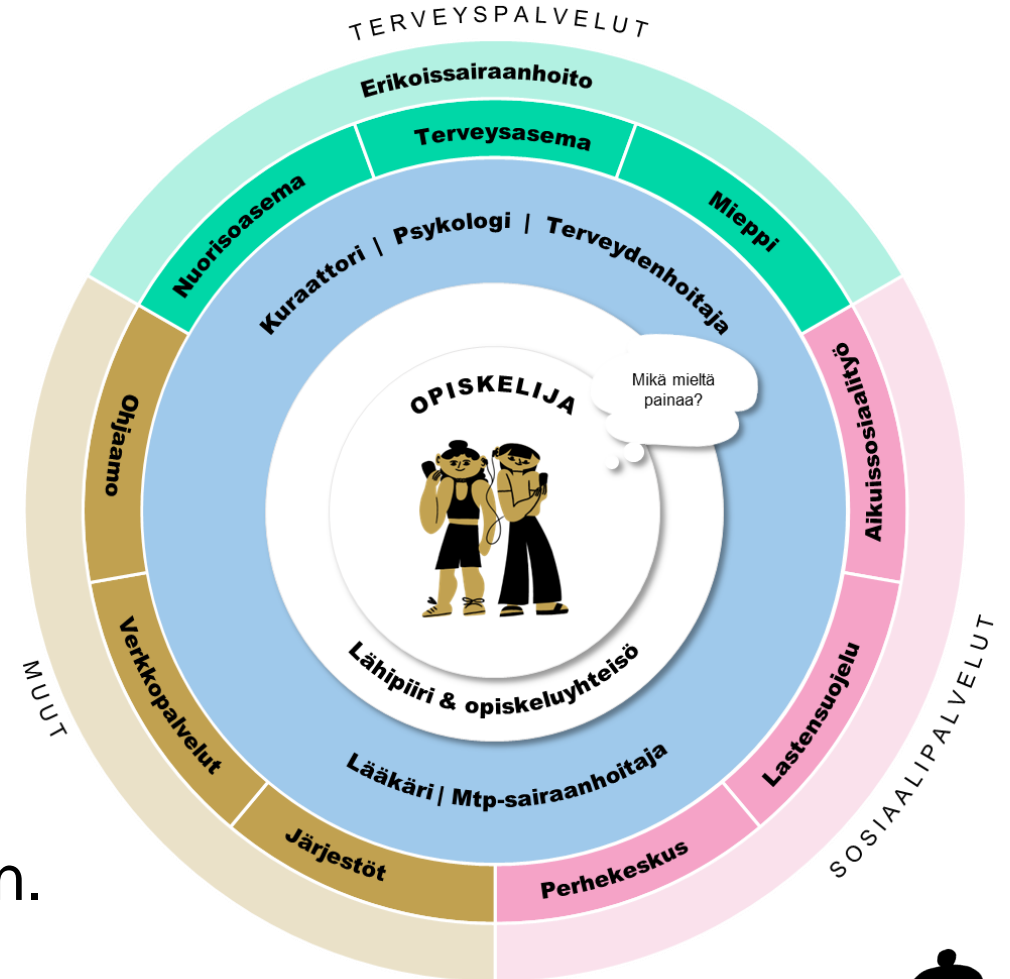 TERVEYSPALVELUT
Erikoissairaanhoito
Terveysasema
Nuorisoasema
Mieppi
Kuraattori | Psykologi | Terveydenhoitaja
OPISKELIJA
Mikä mieltä
painaa?
Ohjaamo
Aikuissosiaalityö
Lähipiiri & opiskeluyhteisö
Verkkopalvelut
Lastensuojelu
MUUT
SOSIAALIPALVELUT
Lääkäri | Mtp-sairaanhoitaja
Järjestöt
Perhekeskus
n.